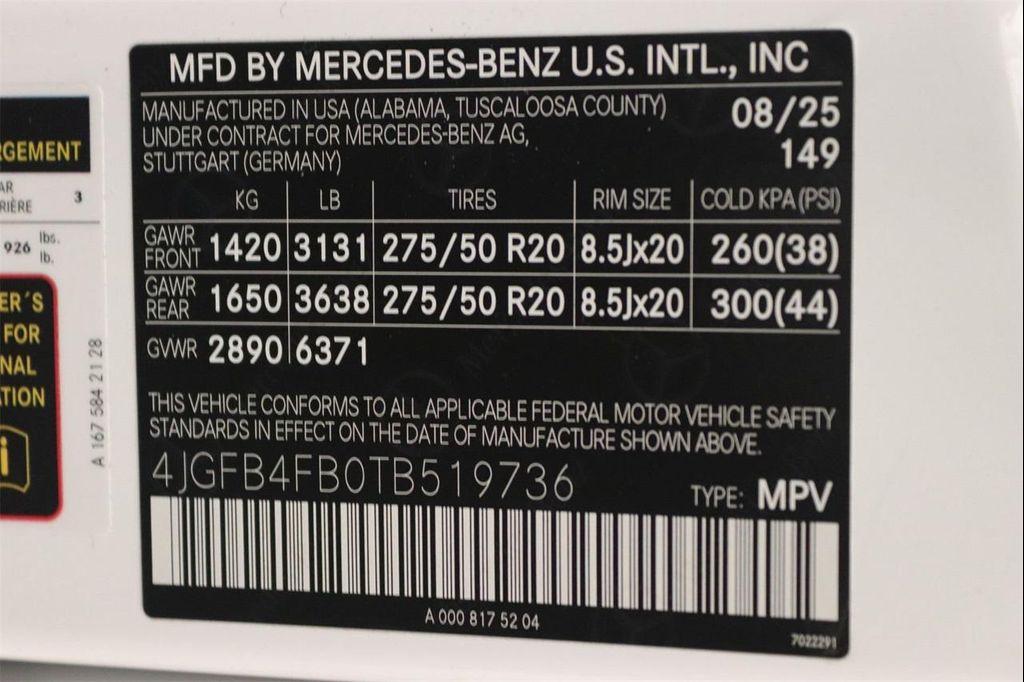 MFD BY MERCEDES-BENZ U.S. INTL., INC
MANUFACTURED IN USA (ALABAMA, TUSCALOOSA COUNTY) 08/25
UNDER CONTRACT FOR MERCEDES-BENZ AG, 149
STUTTGART (GERMANY)
KG LB TIRES RIM SIZE COLD KPA (PSI)
GAWR FRONT 1420 3131 275/50 R20 8.5Jx20 260(38)
GAWR REAR 1650 3638 275/50 R20 8.5Jx20 300(44)
GVWR 2890 6371
THIS VEHICLE CONFORMS TO ALL APPLICABLE FEDERAL MOTOR VEHICLE SAFETY
STANDARDS IN EFFECT ON THE DATE OF MANUFACTURE SHOWN ABOVE.
4JGFB4FB0TB519736
TYPE: MPV
A 000 817 52 04
7022291
RGEMENT
AR
RIÈRE 3
926 lbs.
lb.
ER´S
FOR
NAL
TION
i
A 167 584 21 28